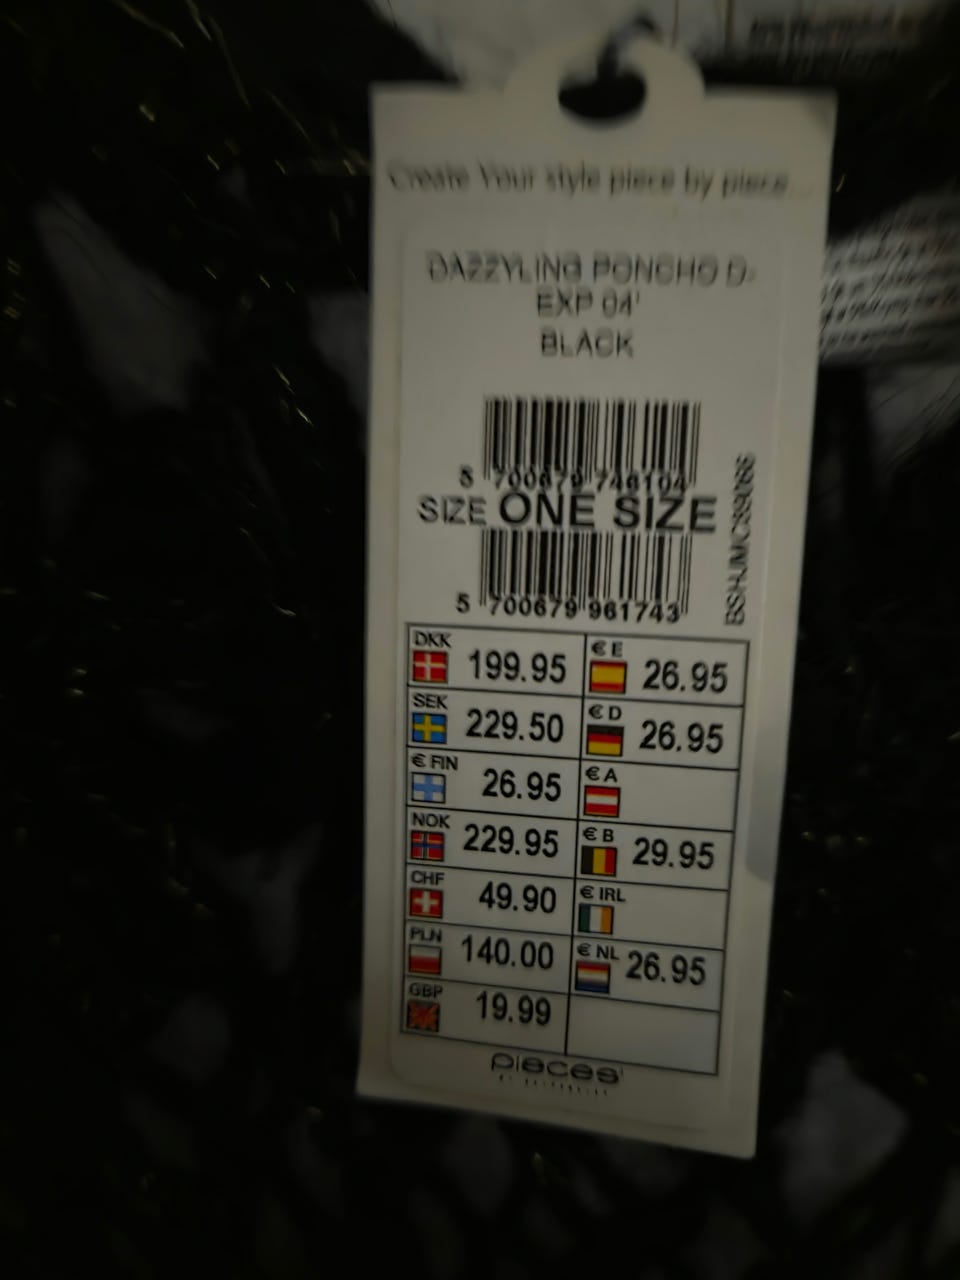 Create Your style piece by piece...
DAZZYLING PONCHO D-
EXP 04'
BLACK
5 700679 746104
SIZE ONE SIZE
5 700679 961743
DKK 199.95 € E 26.95
SEK 229.50 € D 26.95
€ FIN 26.95 € A
NOK 229.95 € B 29.95
CHF 49.90 € IRL
PLN 140.00 € NL 26.95
GBP 19.99
pieces